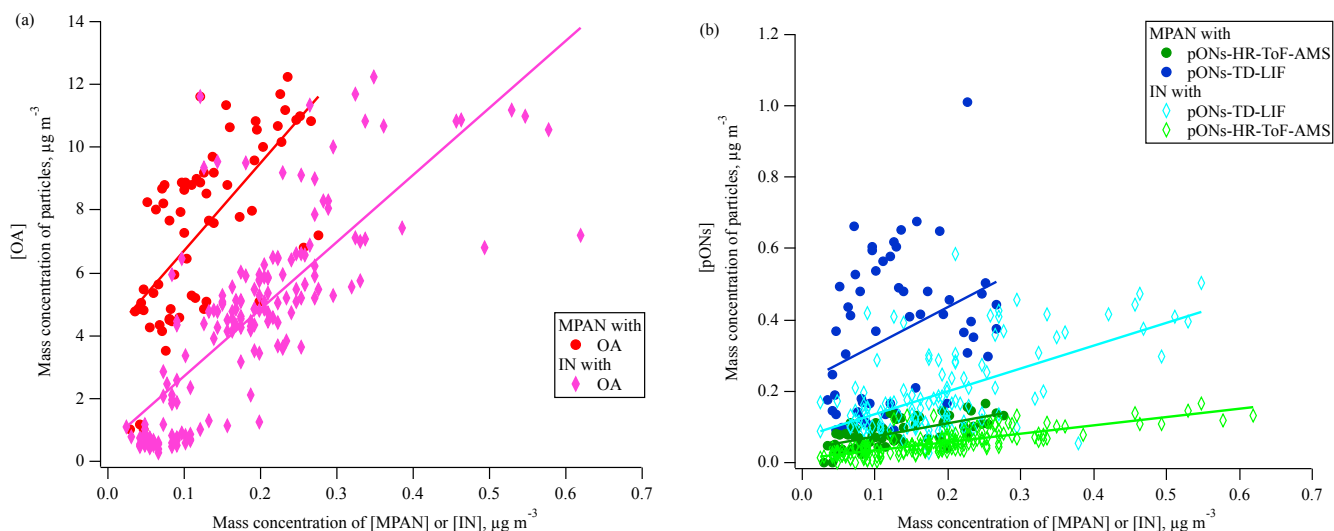 (a)
14
12
10
8
6
4
2
0
[OA]
Mass concentration of particles, µg m⁻³
MPAN with
OA
IN with
OA
0.0 0.1 0.2 0.3 0.4 0.5 0.6 0.7
Mass concentration of [MPAN] or [IN], µg m⁻³
(b)
1.2
1.0
0.8
0.6
0.4
0.2
0.0
[pONs]
Mass concentration of particles, µg m⁻³
MPAN with
pONs-HR-ToF-AMS
pONs-TD-LIF
IN with
pONs-TD-LIF
pONs-HR-ToF-AMS
0.0 0.1 0.2 0.3 0.4 0.5 0.6 0.7
Mass concentration of [MPAN] or [IN], µg m⁻³